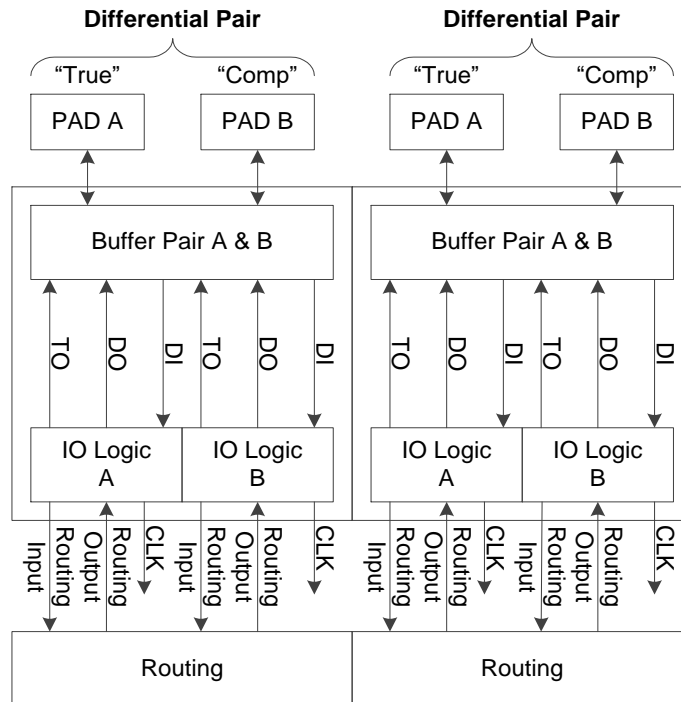 Differential Pair Differential Pair
“True” “Comp” “True” “Comp”
PAD A PAD B PAD A PAD B
Buffer Pair A & B Buffer Pair A & B
TO DO DI TO DO DI TO DO DI TO DO DI
IO Logic IO Logic IO Logic IO Logic
A B A B
Routing Input Routing Output CLK Routing Input Routing Output CLK Routing Input Routing Output CLK Routing Input Routing Output CLK
Routing Routing